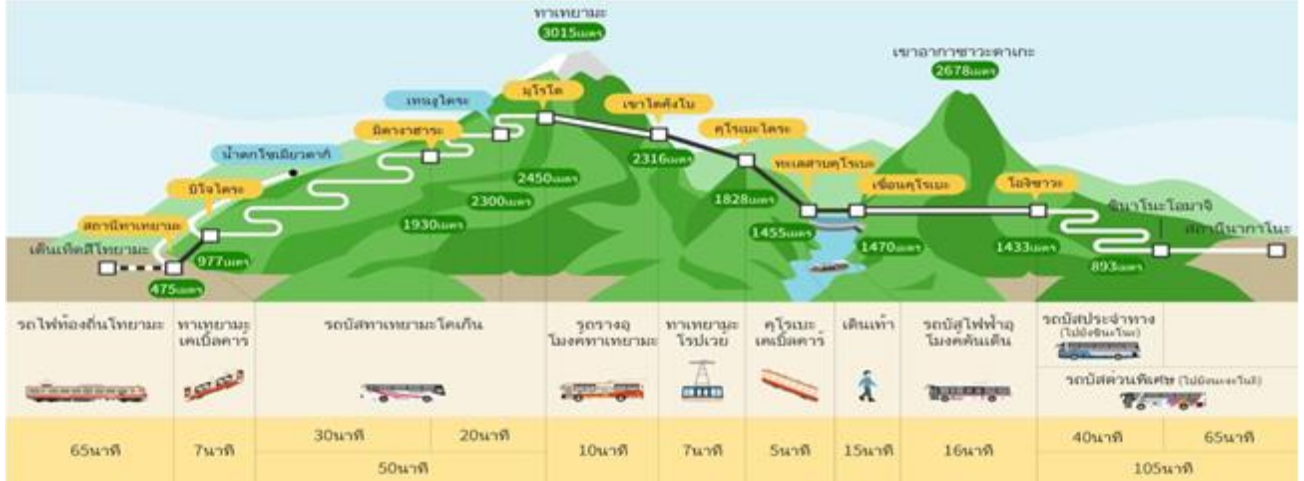 ทาเทยามะ
3015เมตร
เขาอากาซาวะดาเกะ
2678เมตร
มุโรโด
เทนงูไดระ
เขาไดคังโบ
มิดางาฮาระ
คุโรเบะไดระ
น้ำตกโชเมียวดากิ
2316เมตร
ทะเลสาบคุโรเบะ
บิโจไดระ
2450เมตร
เขื่อนคุโรเบะ
โองิซาวะ
2300เมตร
1828เมตร
ชินาโนะโอมาจิ
สถานีทาเทยามะ
1930เมตร
1455เมตร
สถานีนากาโนะ
เด็นเท็ตสึโทยามะ
1470เมตร
1433เมตร
977เมตร
893เมตร
475เมตร
รถไฟท้องถิ่นโทยามะ
ทาเทยามะ
เคเบิ้ลคาร์
รถบัสทาเทยามะโคเก็น
รถรางอุ
โมงค์ทาเทยามะ
ทาเทยามะ
โรปเวย
คุโรเบะ
เคเบิ้ลคาร์
เดินเท้า
รถบัสไฟฟ้าอุ
โมงค์คันเด็น
รถบัสประจำทาง
รถบัสด่วนพิเศษ
65นาที
7นาที
30นาที
20นาที
50นาที
10นาที
7นาที
5นาที
15นาที
16นาที
40นาที
65นาที
105นาที